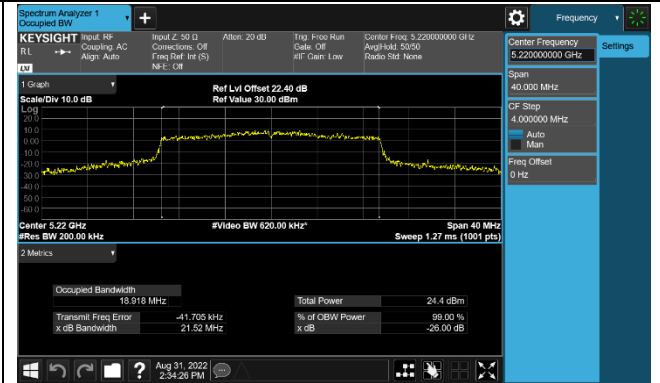 Spectrum Analyzer 1
Occupied BW
+
Frequency
KEYSIGHT
RL
LXI
Input: RF
Coupling: AC
Align: Auto
Input Z: 50 Ω
Corrections: Off
Freq Ref: Int (S)
NFE: Off
Atten: 20 dB
Trig: Free Run
Gate: Off
#IF Gain: Low
Center Freq: 5.220000000 GHz
Avg|Hold: 50/50
Radio Std: None
Center Frequency
5.220000000 GHz
Settings
Span
40.000 MHz
CF Step
4.000000 MHz
Auto
Man
Freq Offset
0 Hz
1 Graph
Scale/Div 10.0 dB
Ref Lvl Offset 22.40 dB
Ref Value 30.00 dBm
Log
20.0
10.0
0.00
-10.0
-20.0
-30.0
-40.0
-50.0
-60.0
Center 5.22 GHz
#Res BW 200.00 kHz
#Video BW 620.00 kHz*
Span 40 MHz
Sweep 1.27 ms (1001 pts)
2 Metrics
Occupied Bandwidth
18.918 MHz
Total Power 24.4 dBm
Transmit Freq Error -41.705 kHz
% of OBW Power 99.00 %
x dB Bandwidth 21.52 MHz
x dB -26.00 dB
?
Aug 31, 2022
2:34:26 PM